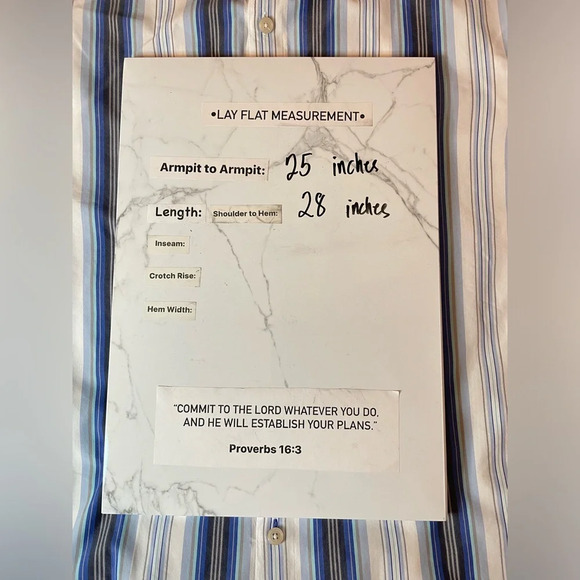 •LAY FLAT MEASUREMENT•
Armpit to Armpit: 25 inches
Length: Shoulder to Hem: 28 inches
Inseam:
Crotch Rise:
Hem Width:
“COMMIT TO THE LORD WHATEVER YOU DO,
AND HE WILL ESTABLISH YOUR PLANS.”
Proverbs 16:3